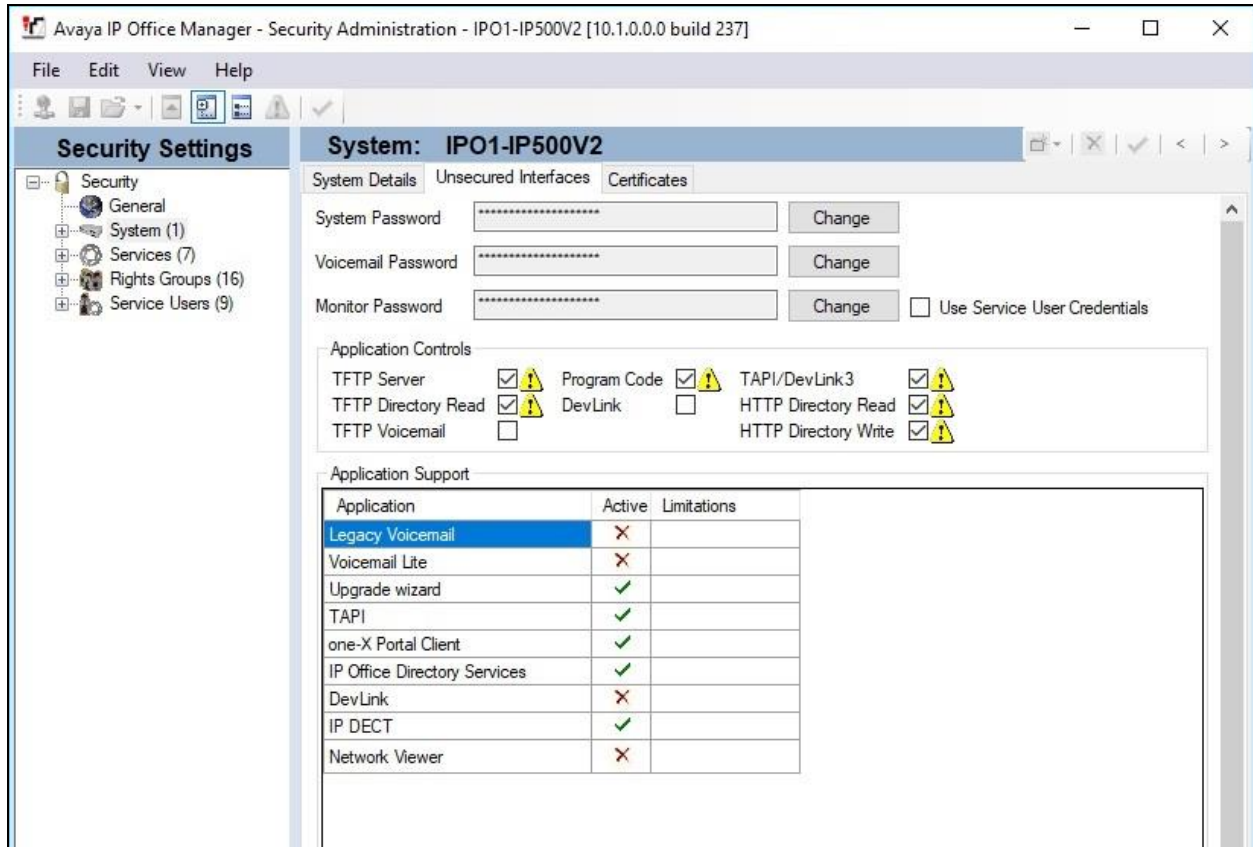 Avaya IP Office Manager - Security Administration - IPO1-IP500V2 [10.1.0.0.0 build 237]
File Edit View Help
Security Settings
Security
General
System (1)
Services (7)
Rights Groups (16)
Service Users (9)
System: IPO1-IP500V2
System Details Unsecured Interfaces Certificates
System Password ********************* Change
Voicemail Password ********************* Change
Monitor Password ********************* Change Use Service User Credentials
Application Controls
TFTP Server Program Code TAPI/DevLink3
TFTP Directory Read DevLink HTTP Directory Read
TFTP Voicemail HTTP Directory Write
Application Support
Application Active Limitations
Legacy Voicemail
Voicemail Lite
Upgrade wizard
TAPI
one-X Portal Client
IP Office Directory Services
DevLink
IP DECT
Network Viewer